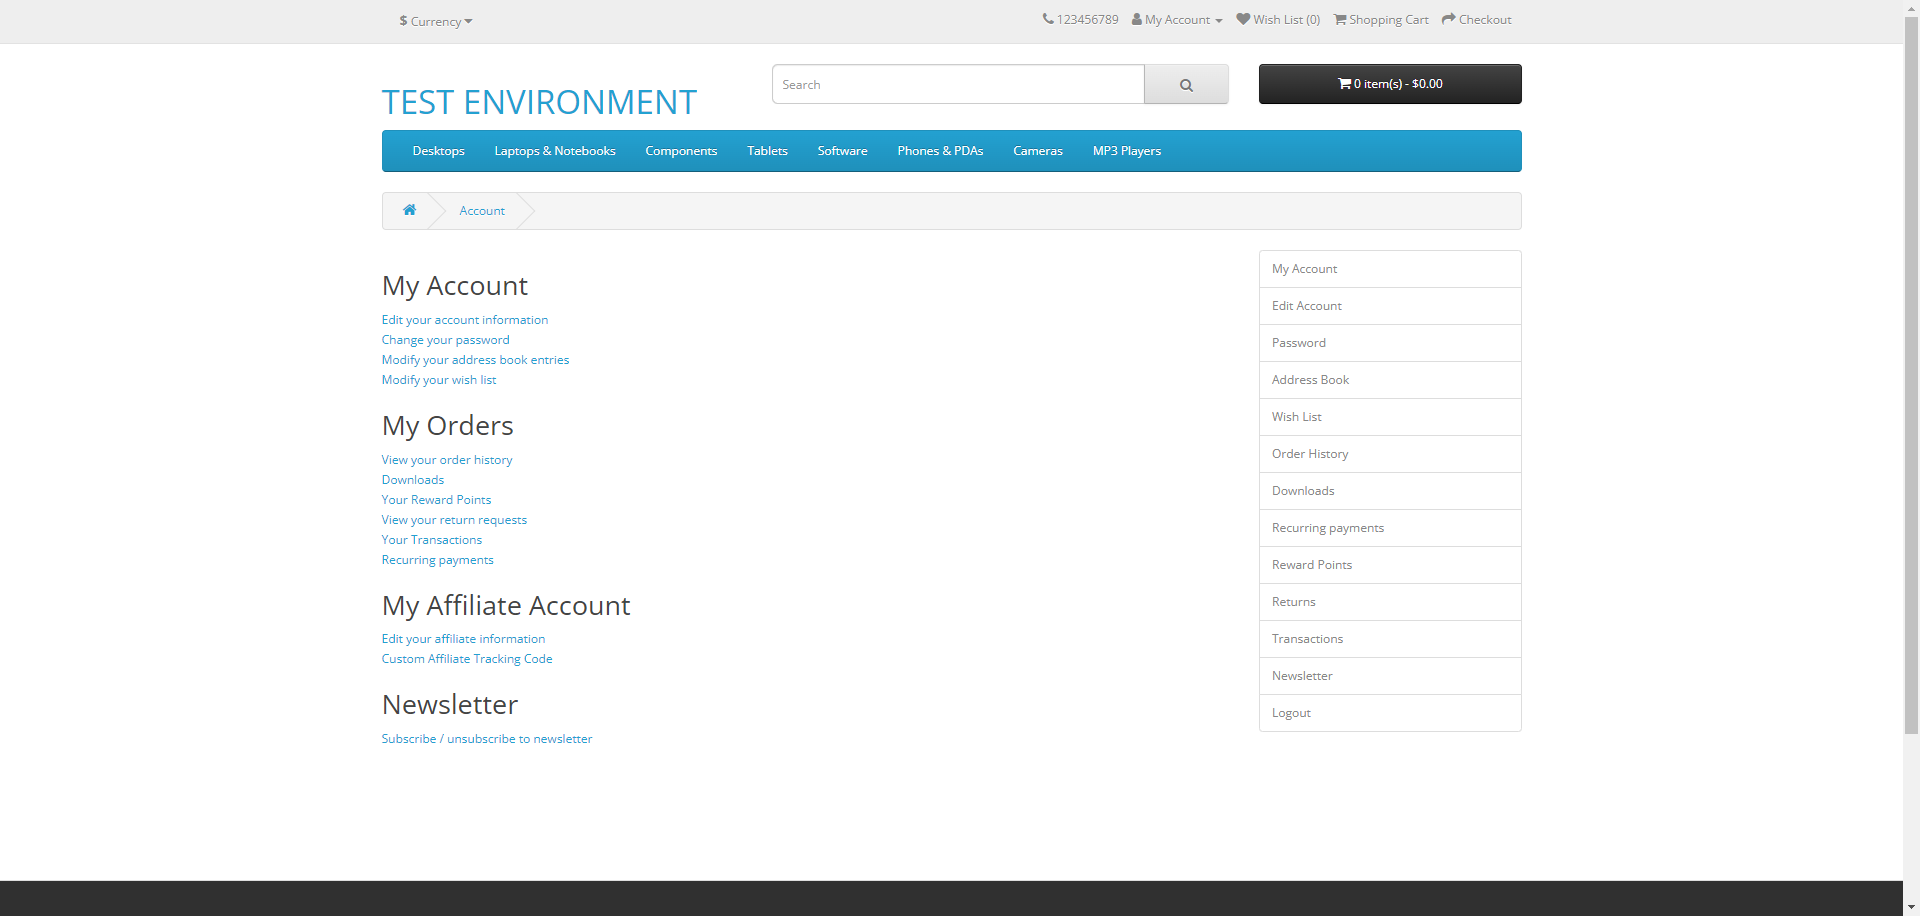 $ Currency
123456789 My Account Wish List (0) Shopping Cart Checkout
TEST ENVIRONMENT
Search
0 item(s) - $0.00
Desktops Laptops & Notebooks Components Tablets Software Phones & PDAs Cameras MP3 Players
Account
My Account
Edit your account information
Change your password
Modify your address book entries
Modify your wish list
My Orders
View your order history
Downloads
Your Reward Points
View your return requests
Your Transactions
Recurring payments
My Affiliate Account
Edit your affiliate information
Custom Affiliate Tracking Code
Newsletter
Subscribe / unsubscribe to newsletter
My Account
Edit Account
Password
Address Book
Wish List
Order History
Downloads
Recurring payments
Reward Points
Returns
Transactions
Newsletter
Logout